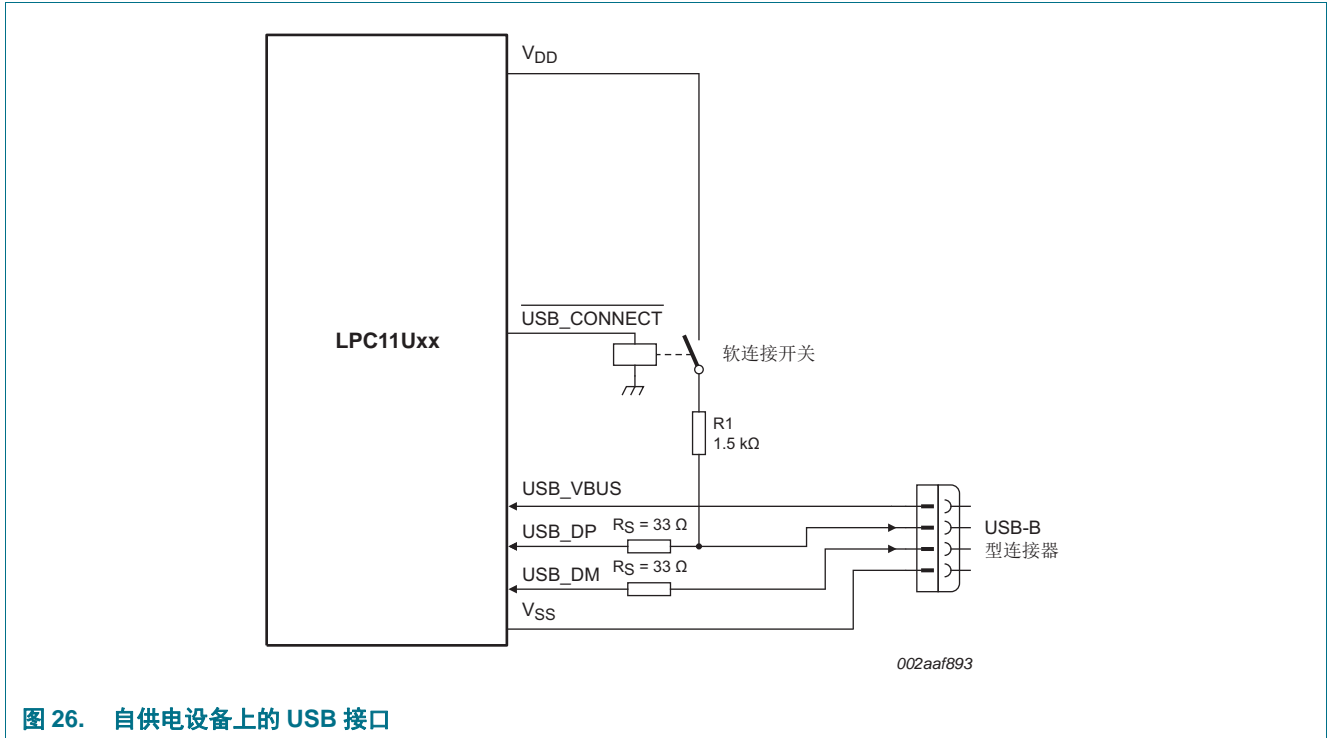 VDD
USB_CONNECT
LPC11Uxx
软连接开关
R1
1.5 kΩ
USB_VBUS
USB_DP
RS = 33 Ω
USB_DM
RS = 33 Ω
VSS
USB-B
型连接器
002aaf893
图 26. 自供电设备上的 USB 接口